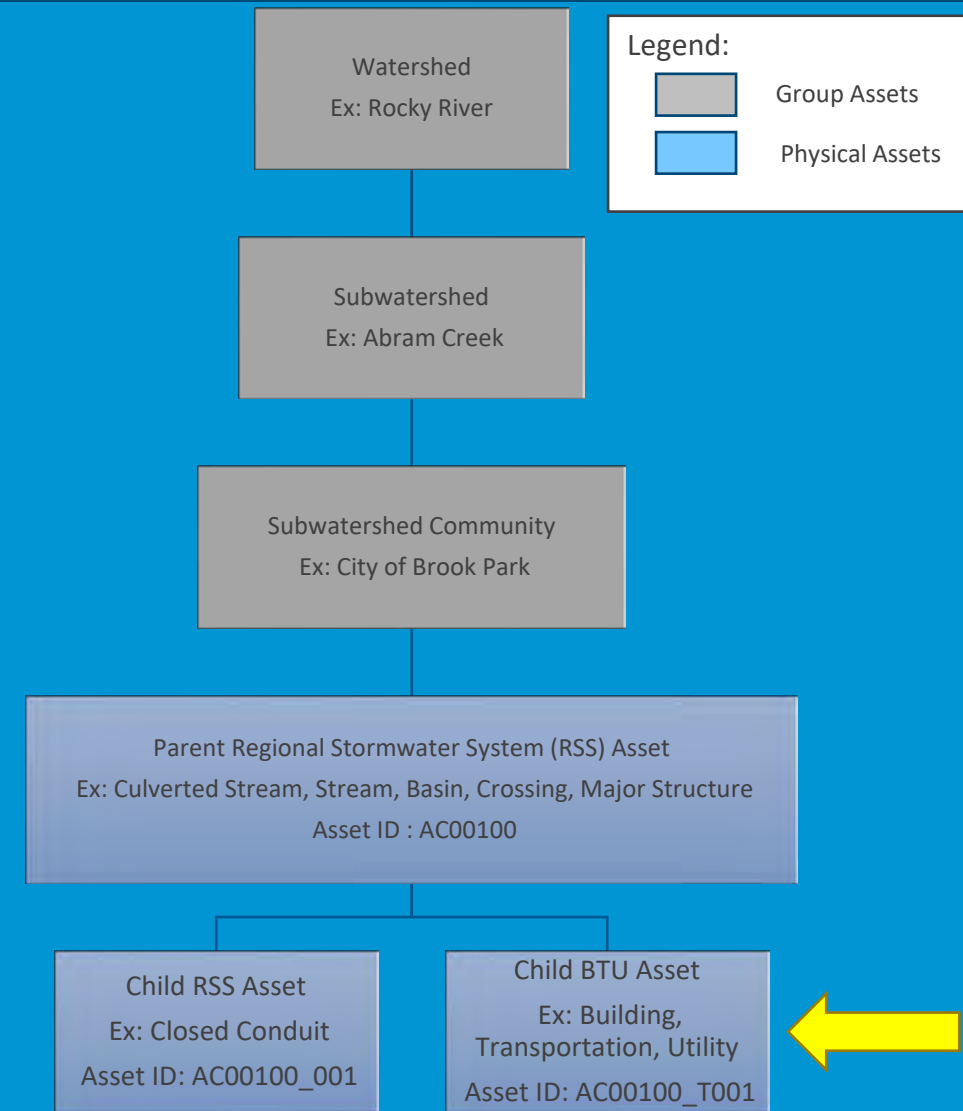 Watershed
Ex: Rocky River
Legend:
Group Assets
Physical Assets
Subwatershed
Ex: Abram Creek
Subwatershed Community
Ex: City of Brook Park
Parent Regional Stormwater System (RSS) Asset
Ex: Culverted Stream, Stream, Basin, Crossing, Major Structure
Asset ID : AC00100
Child RSS Asset
Ex: Closed Conduit
Asset ID: AC00100_001
Child BTU Asset
Ex: Building,
Transportation, Utility
Asset ID: AC00100_T001